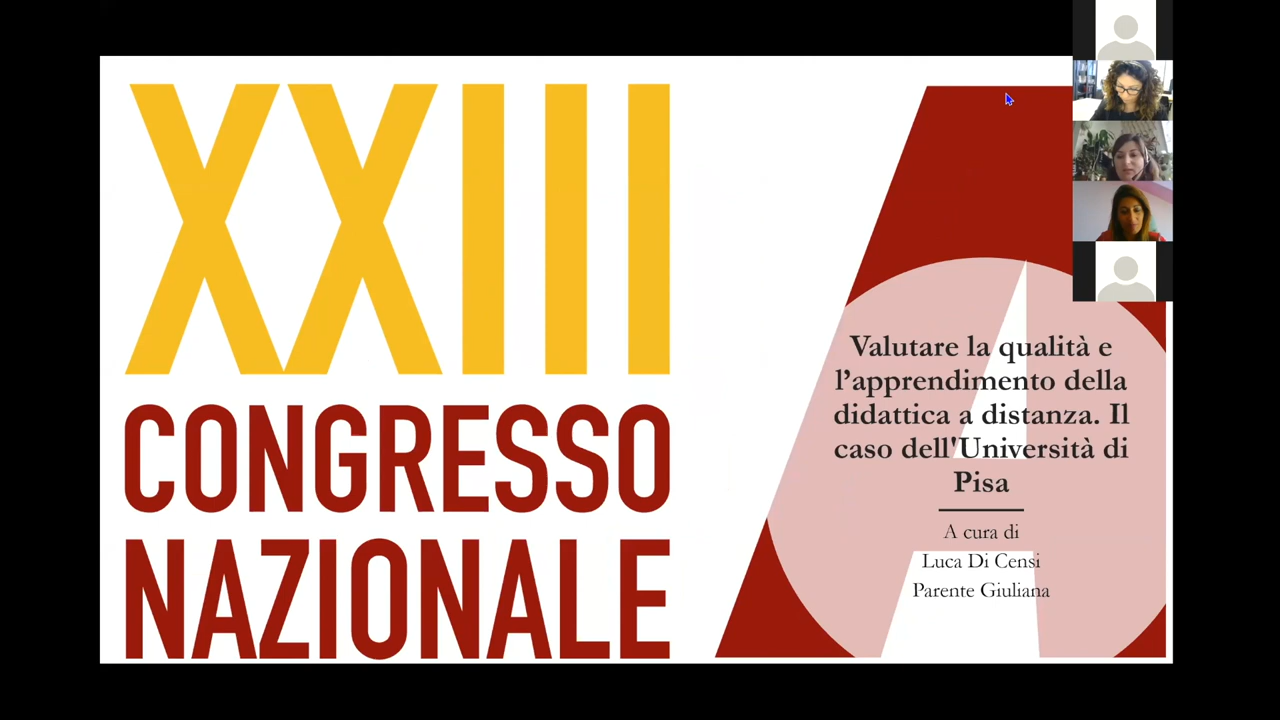 XXIII
CONGRESSO
NAZIONALE
Valutare la qualità e
l’apprendimento della
didattica a distanza. Il
caso dell'Università di
Pisa
A cura di
Luca Di Censi
Parente Giuliana